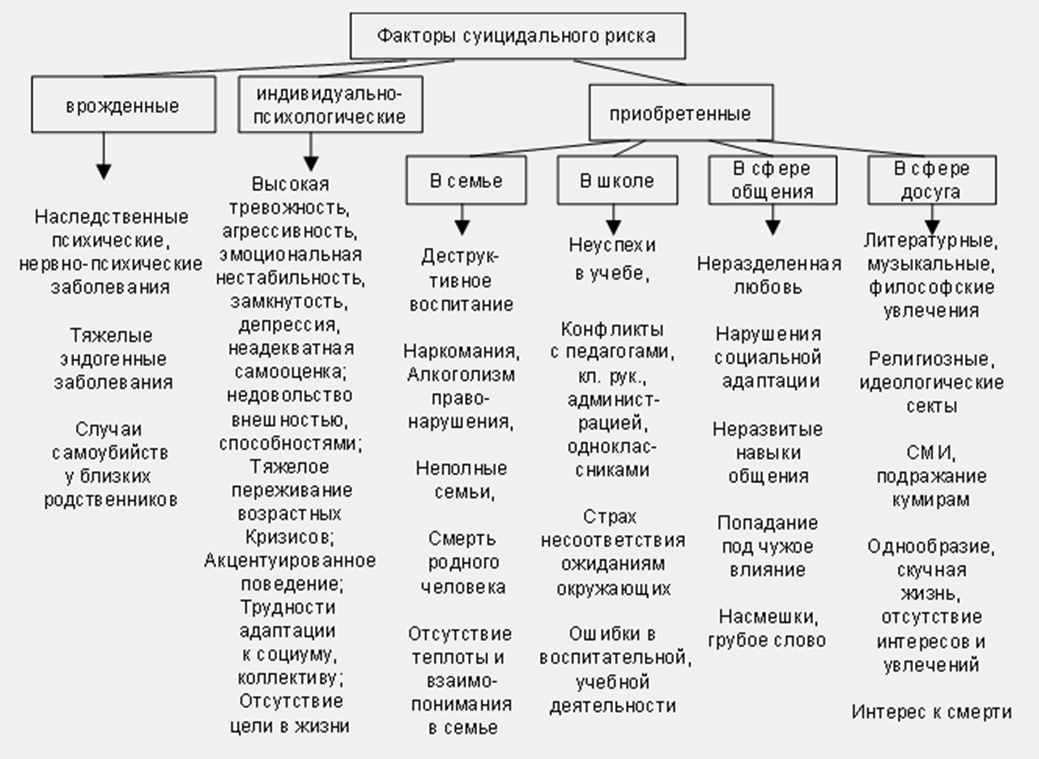 Факторы суицидального риска
врожденные
индивидуально-
психологические
приобретенные
В семье
В школе
В сфере
общения
В сфере
досуга
Наследственные
психические,
нервно-психические
заболевания
Тяжелые
эндогенные
заболевания
Случаи
самоубийств
у близких
родственников
Высокая
тревожность,
агрессивность,
эмоциональная
нестабильность,
замкнутость,
депрессия,
неадекватная
самооценка;
недовольство
внешностью,
способностями;
Тяжелое
переживание
возрастных
Кризисов;
Акцентуированное
поведение;
Трудности
адаптации
к социуму,
коллективу;
Отсутствие
цели в жизни
Деструк-
тивное
воспитание
Наркомания,
Алкоголизм
право-
нарушения,
Неполные
семьи,
Смерть
родного
человека
Отсутствие
теплоты и
взаимо-
понимания
в семье
Неуспехи
в учебе,
Конфликты
с педагогами,
кл. рук.,
админист-
рацией,
однoклас-
сниками
Страх
несоответствия
ожиданиям
окружающих
Ошибки в
воспитательной,
учебной
деятельности
Неразделенная
любовь
Нарушения
социальной
адаптации
Неразвитые
навыки
общения
Попадание
под чужое
влияние
Насмешки,
грубое слово
Литературные,
музыкальные,
философские
увлечения
Религиозные,
идеологические
секты
СМИ,
подражание
кумирам
Однообразие,
скучная
жизнь,
отсутствие
интересов и
увлечений
Интерес к смерти